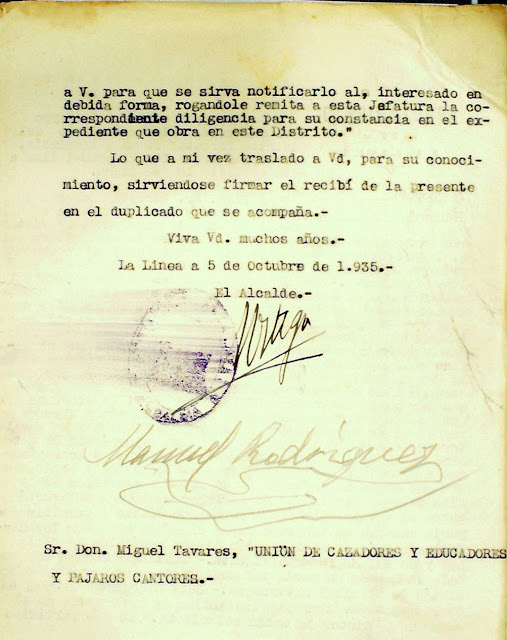 a V. para que se sirva notificarlo al, interesado en
debida forma, rogandole remita a esta Jefatura la co-
rrespondiente diligencia para su constancia en el ex-
pediente que obra en este Distrito."
Lo que a mi vez traslado a Vd, para su conoci-
miento, sirviendose firmar el recibí de la presente
en el duplicado que se acompaña.-
Viva Vd. muchos años.-
La Linea a 5 de Octubre de 1.935.-
El Alcalde.-
Ortega
Manuel Rodríguez
Sr. Don. Miguel Tavares, "UNIÜN DE CAZADORES Y EDUCADORES
Y PAJAROS CANTORES.-